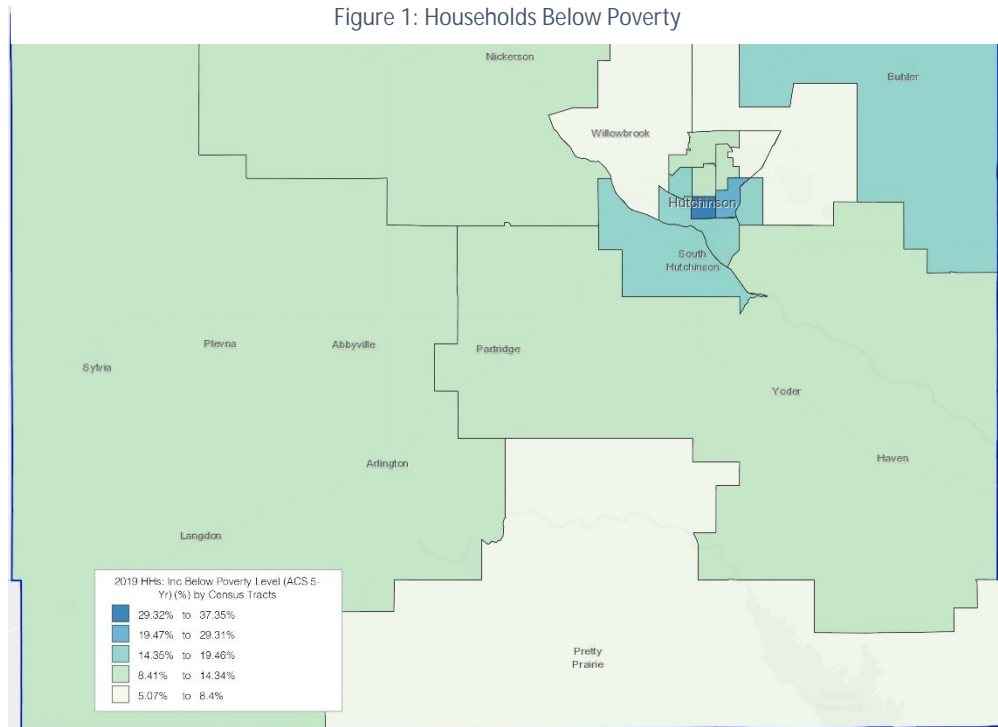 Figure 1: Households Below Poverty
Nickerson
Buhler
Willowbrook
Hutchinson
South
Hutchinson
Plevna
Abbyville
Partridge
Sylvia
Yoder
Haven
Arlington
Langdon
2019 HHs: Inc Below Poverty Level (ACS 5-
Yr) (%) by Census Tracts
29.32% to 37.35%
19.47% to 29.31%
14.35% to 19.46%
8.41% to 14.34%
5.07% to 8.4%
Pretty
Prairie
Cheney
Reservoir